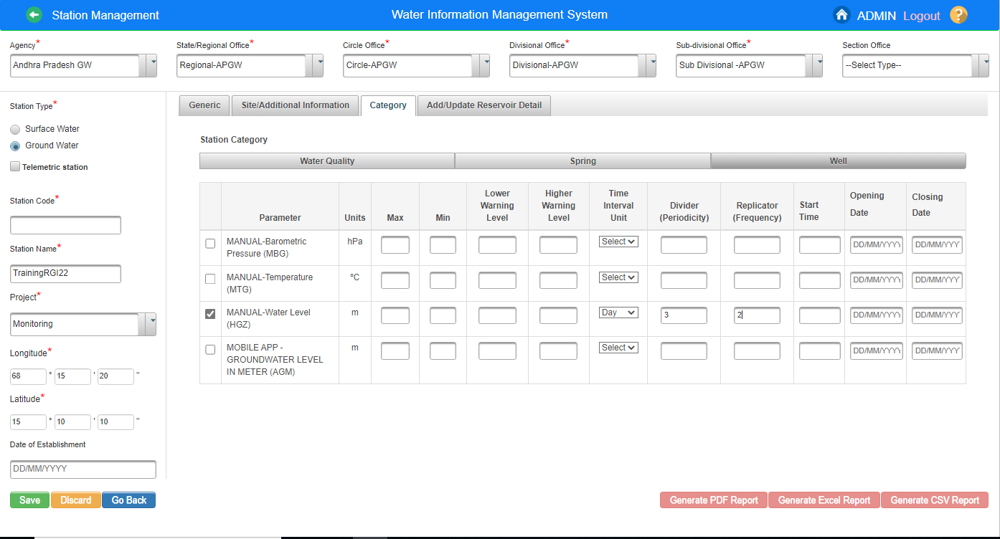 Station Management
Water Information Management System
ADMIN Logout ?
Agency*
State/Regional Office*
Circle Office*
Divisional Office*
Sub-divisional Office*
Section Office
Andhra Pradesh GW
Regional-APGW
Circle-APGW
Divisional-APGW
Sub Divisional -APGW
--Select Type--
Station Type*
Surface Water
Ground Water
Telemetric station
Station Code*
Station Name*
TrainingRGI22
Project*
Monitoring
Longitude*
68 ° 15 ' 20 "
Latitude*
15 ° 10 ' 10 "
Date of Establishment
DD/MM/YYYY
Save Discard Go Back
Generic Site/Additional Information Category Add/Update Reservoir Detail
Station Category
Water Quality Spring Well
Parameter
Units
Max
Min
Lower
Warning
Level
Higher
Warning
Level
Time
Interval
Unit
Divider
(Periodicity)
Replicator
(Frequency)
Start
Time
Opening
Date
Closing
Date
MANUAL-Barometric
Pressure (MBG)
hPa
Select
DD/MM/YYYY
DD/MM/YYYY
MANUAL-Temperature
(MTG)
°C
Select
DD/MM/YYYY
DD/MM/YYYY
MANUAL-Water Level
(HGZ)
m
Day
3
2
DD/MM/YYYY
DD/MM/YYYY
MOBILE APP -
GROUNDWATER LEVEL
IN METER (AGM)
m
Select
DD/MM/YYYY
DD/MM/YYYY
Generate PDF Report Generate Excel Report Generate CSV Report